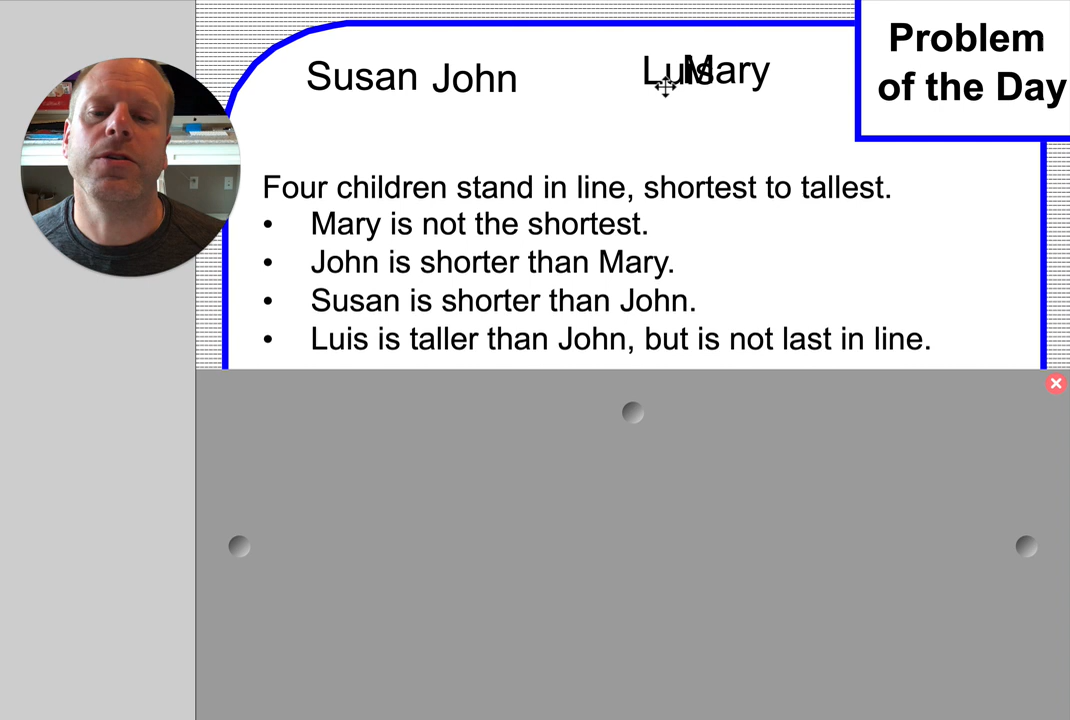 Problem
of the Day
Susan John Luis Mary
Four children stand in line, shortest to tallest.
• Mary is not the shortest.
• John is shorter than Mary.
• Susan is shorter than John.
• Luis is taller than John, but is not last in line.